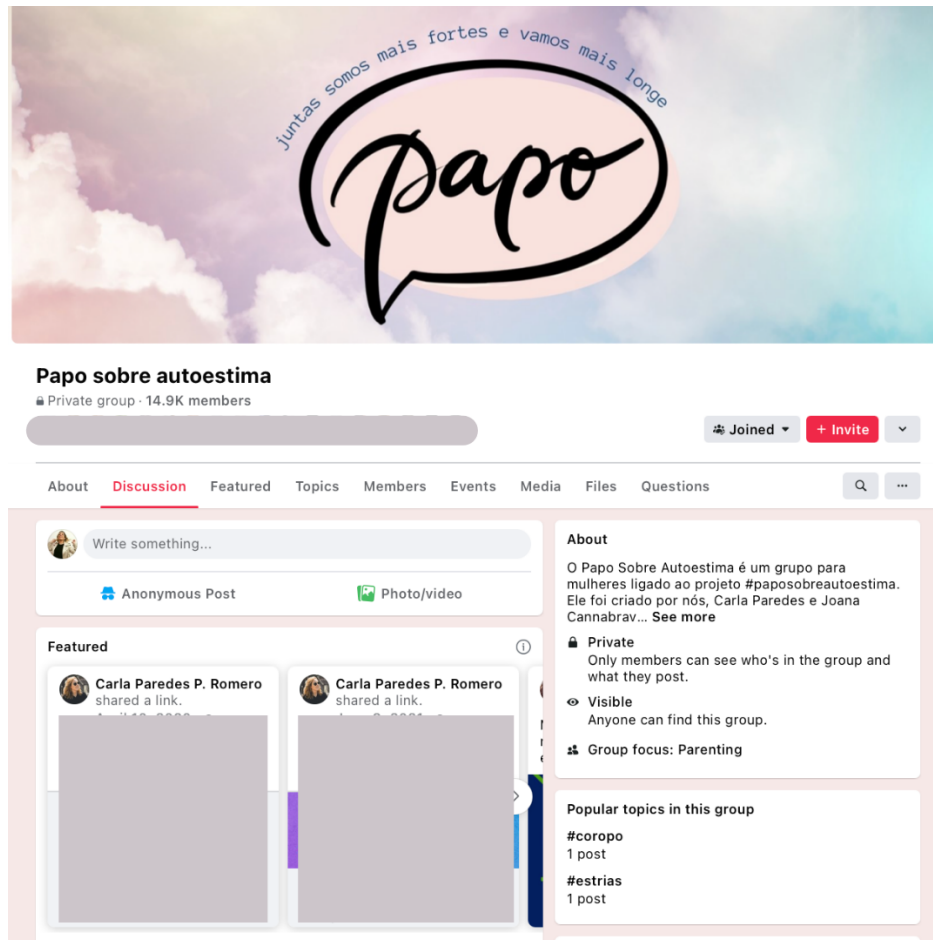 juntas somos mais fortes e vamos mais longe
papo
Papo sobre autoestima
Private group · 14.9K members
Joined
+ Invite
About Discussion Featured Topics Members Events Media Files Questions
Write something...
Anonymous Post Photo/video
Featured
Carla Paredes P. Romero
shared a link.
Carla Paredes P. Romero
shared a link.
About
O Papo Sobre Autoestima é um grupo para
mulheres ligado ao projeto #paposobreautoestima.
Ele foi criado por nós, Carla Paredes e Joana
Cannabrav... See more
Private
Only members can see who's in the group and
what they post.
Visible
Anyone can find this group.
Group focus: Parenting
Popular topics in this group
#coropo
1 post
#estrias
1 post